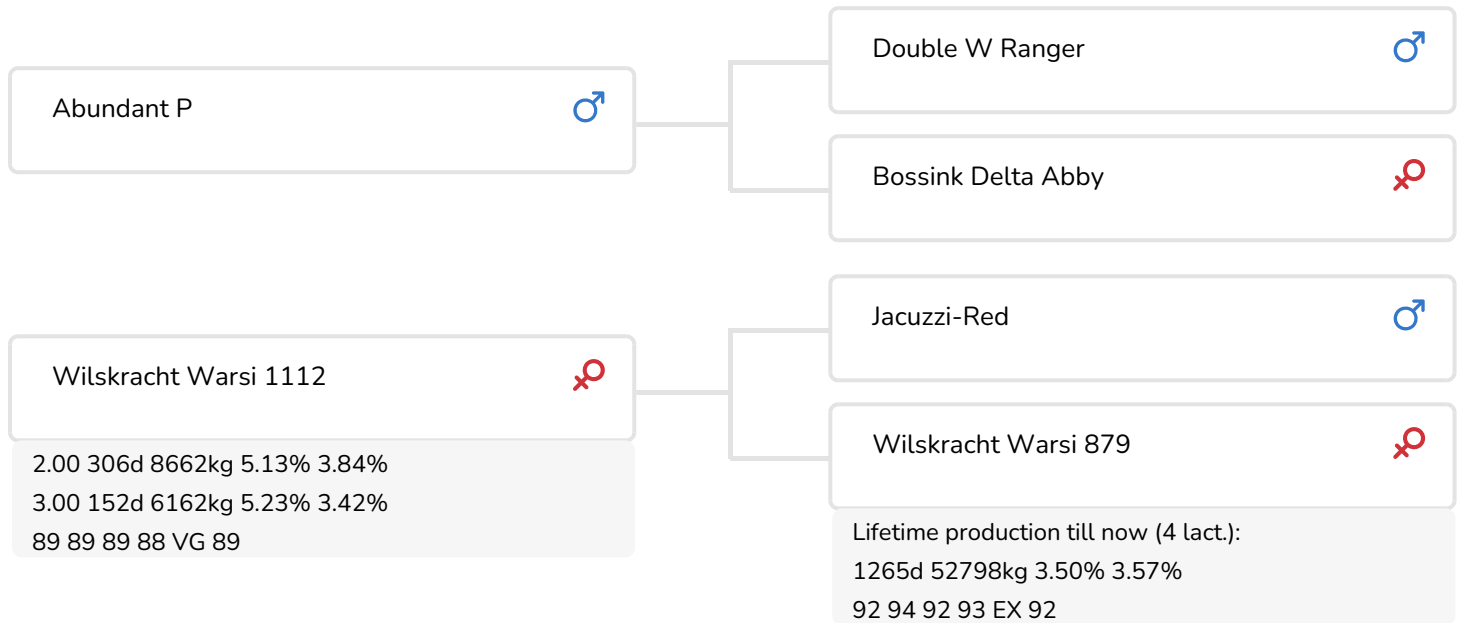 Double W Ranger
Abundant P
Bossink Delta Abby
Jacuzzi-Red
Wilskracht Warsi 1112
2.00 306d 8662kg 5.13% 3.84%
3.00 152d 6162kg 5.23% 3.42%
89 89 89 88 VG 89
Wilskracht Warsi 879
Lifetime production till now (4 lact.):
1265d 52798kg 3.50% 3.57%
92 94 92 93 EX 92